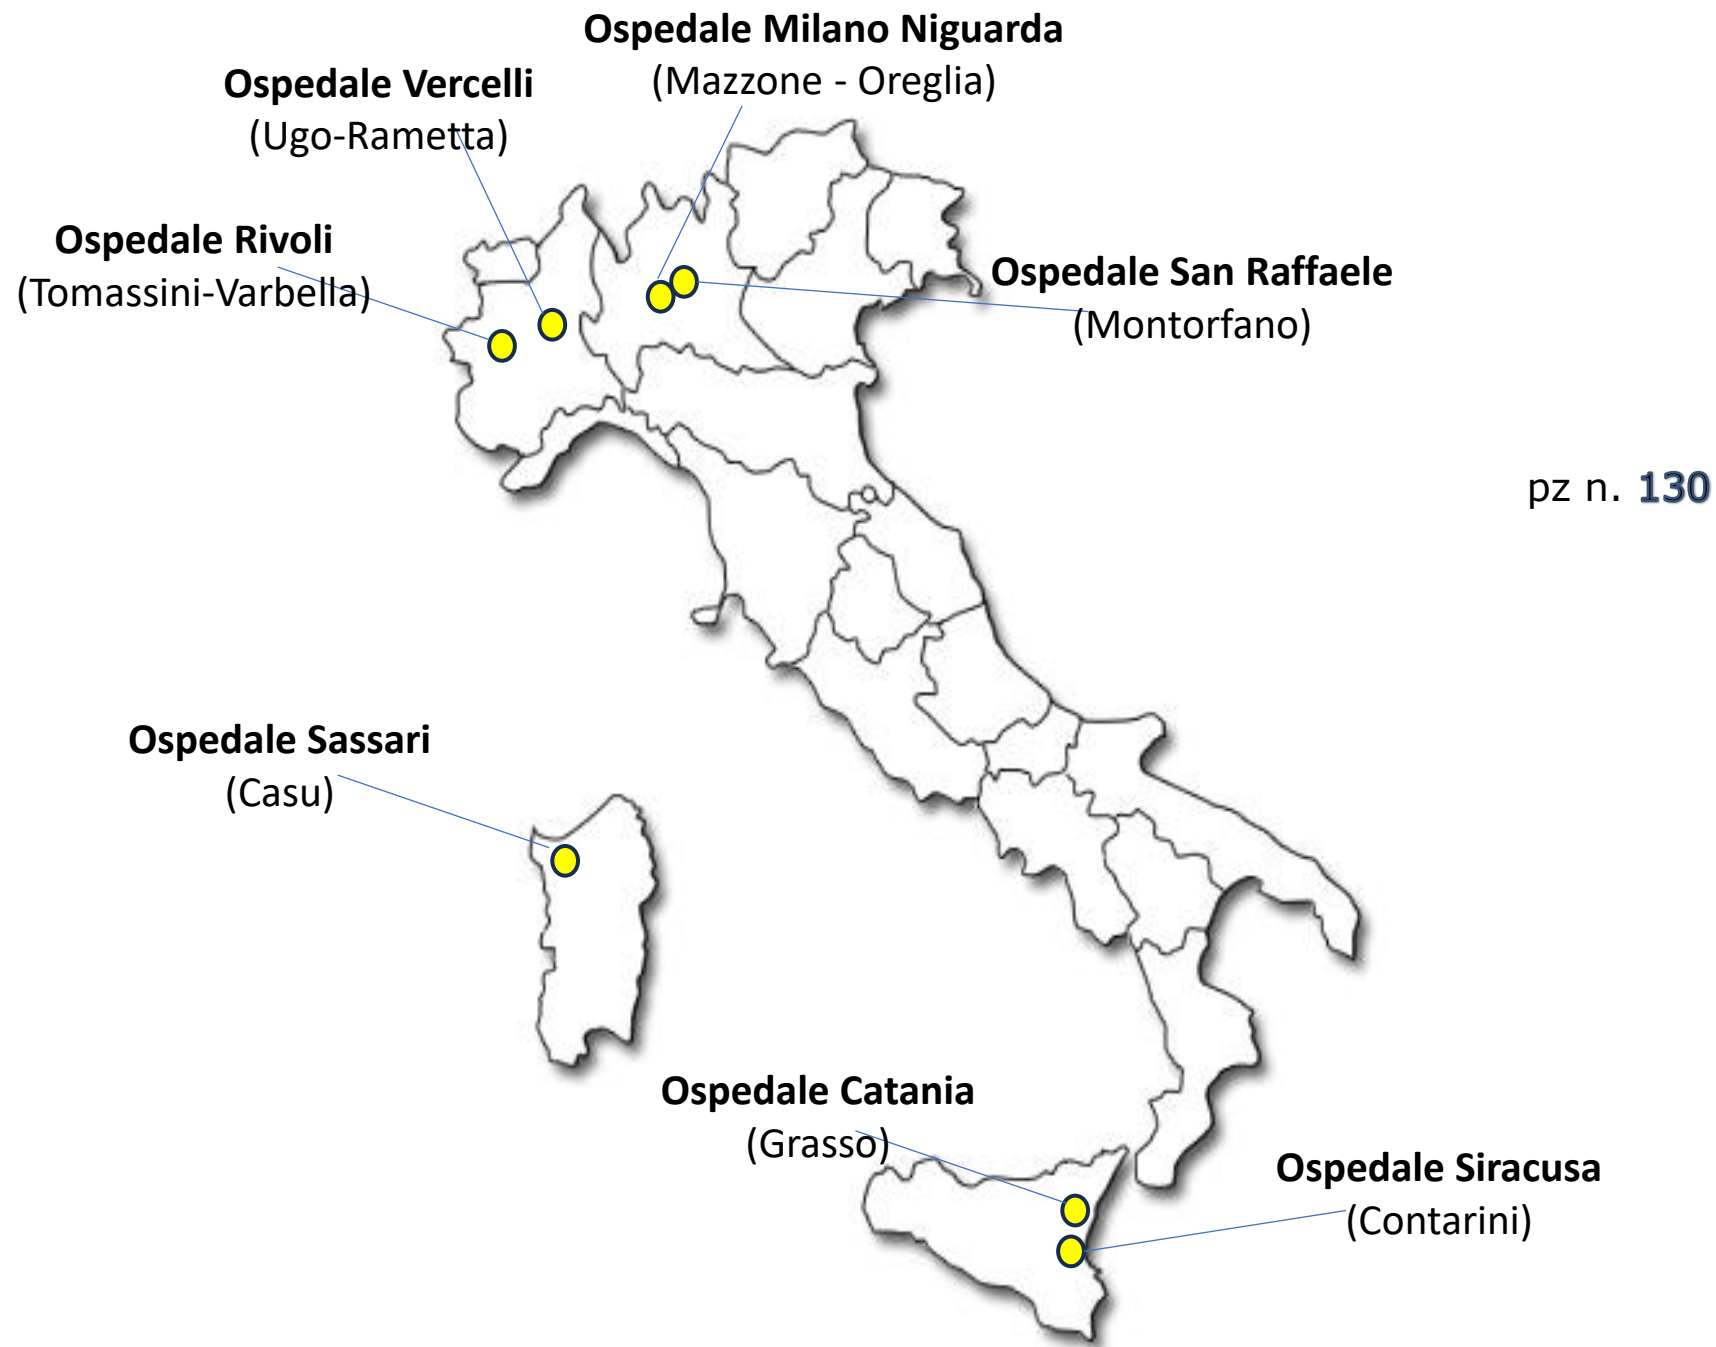 Ospedale Milano Niguarda
(Mazzone - Oreglia)
Ospedale Vercelli
(Ugo-Rametta)
Ospedale Rivoli
(Tomassini-Varbella)
Ospedale San Raffaele
(Montorfano)
pz n. 130
Ospedale Sassari
(Casu)
Ospedale Catania
(Grasso)
Ospedale Siracusa
(Contarini)